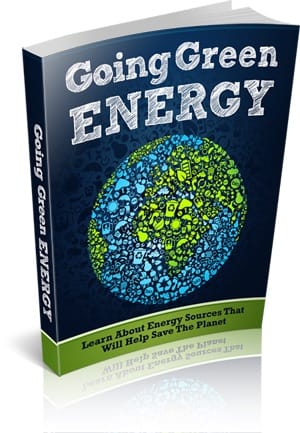 Going Green
ENERGY
Going Green ENERGY
Learn About Energy Sources That
Will Help Save The Planet